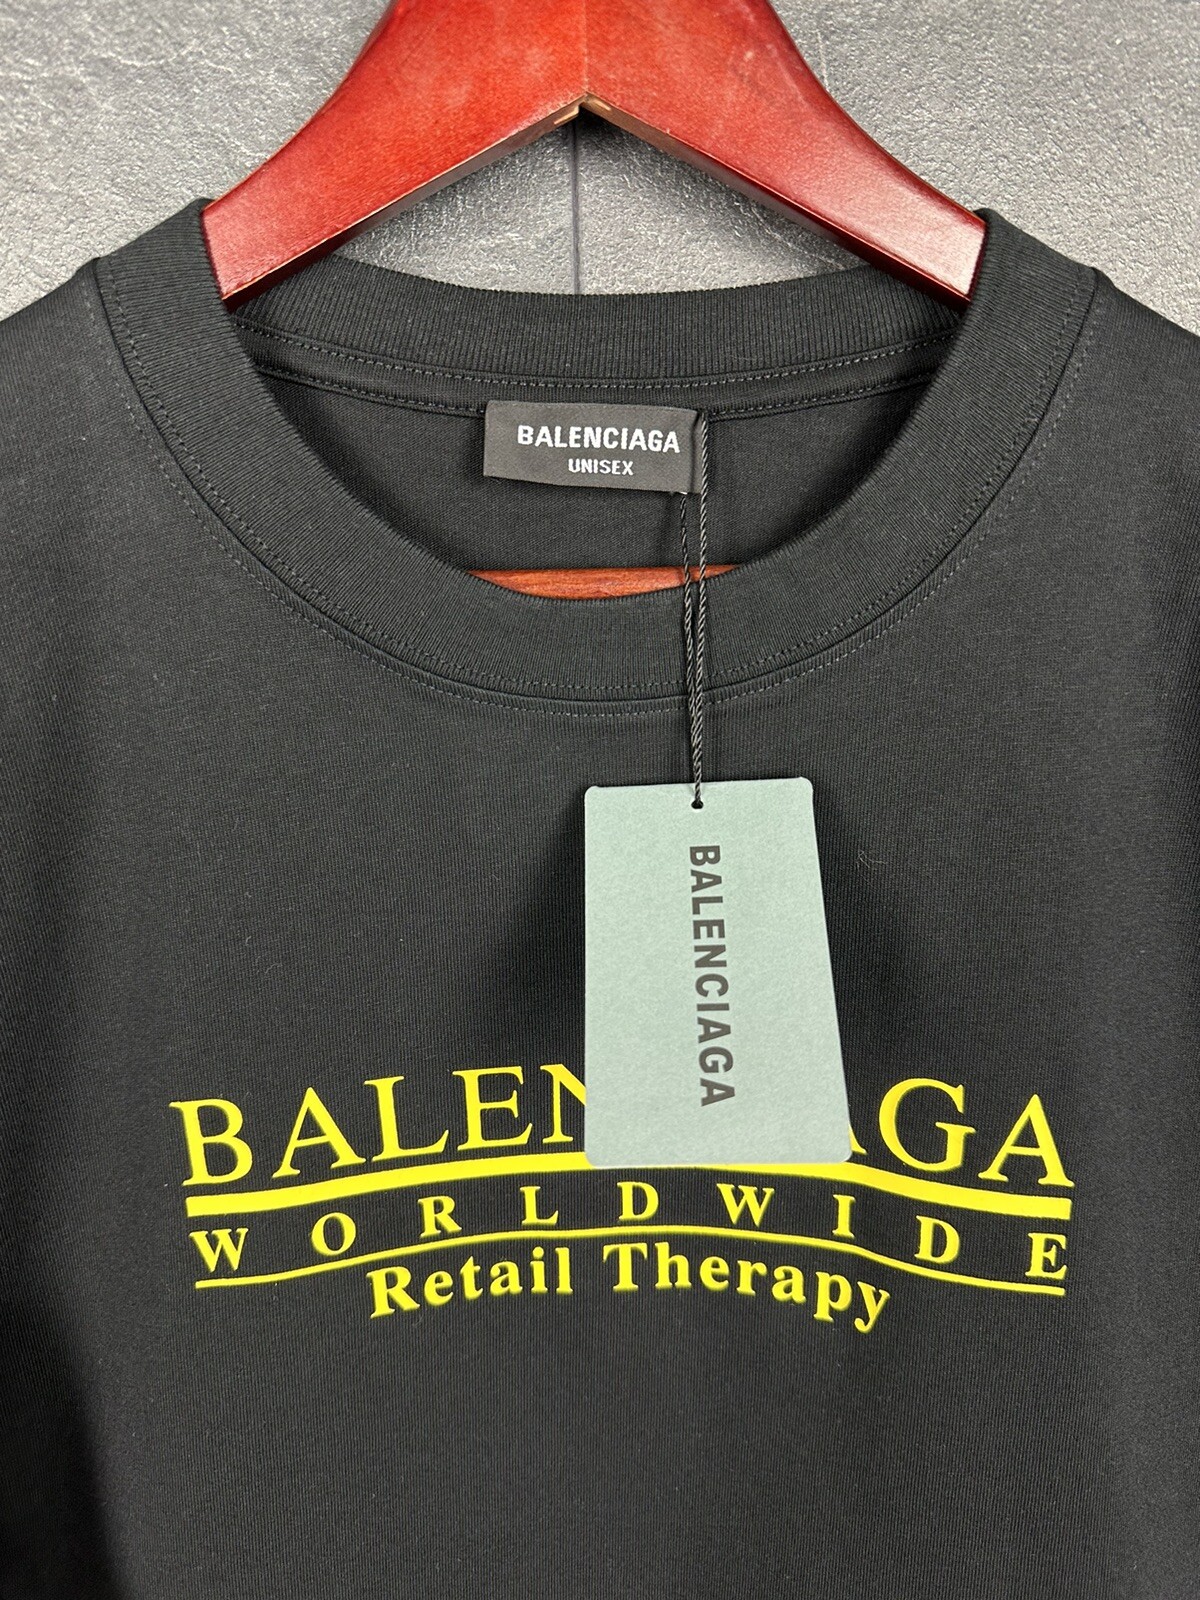 BALENCIAGA
UNISEX
BALENCIAGA
BALEN AGA
WORLDWIDE
Retail Therapy